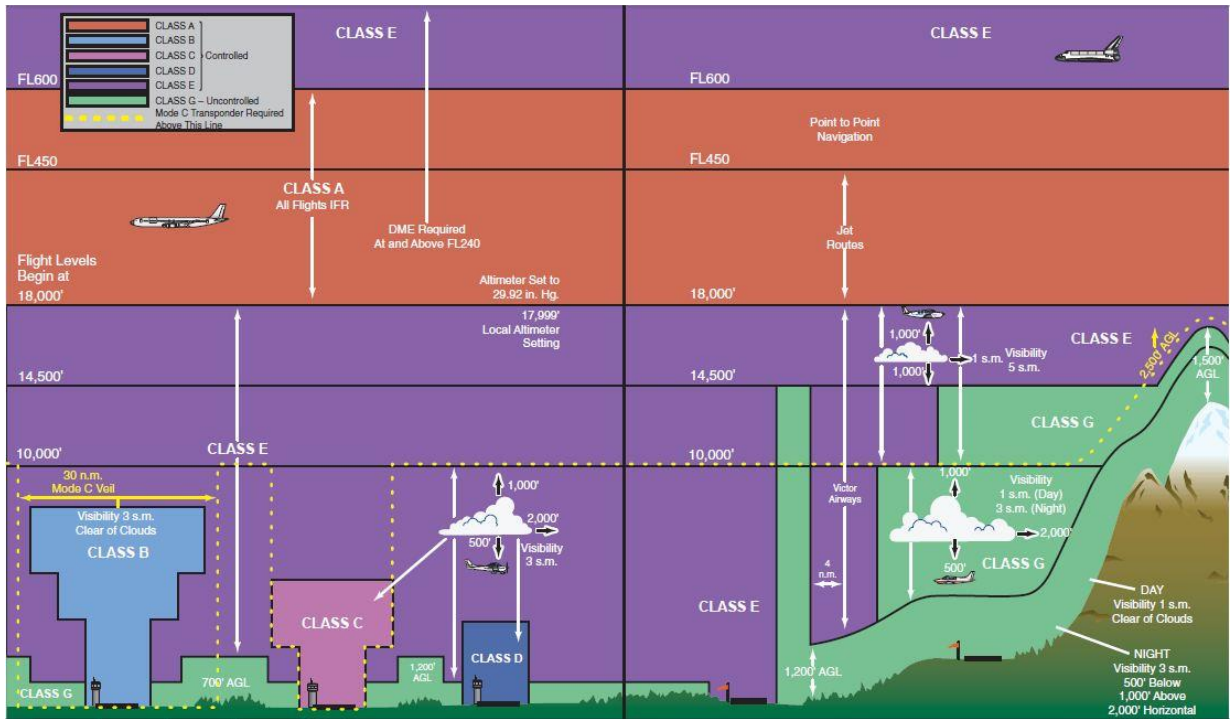 CLASS A
CLASS B
CLASS C
CLASS D
CLASS E
Controlled
CLASS G – Uncontrolled
Mode C Transponder Required
Above This Line
CLASS E
CLASS E
FL600
FL600
Point to Point
Navigation
FL450
FL450
CLASS A
All Flights IFR
DME Required
At and Above FL240
Jet
Routes
Flight Levels
Begin at
18,000'
Altimeter Set to
29.92 in. Hg.
18,000'
17,999'
Local Altimeter
Setting
1,000'
1 s.m.
Visibility
5 s.m.
1,000'
CLASS E
2,500' AGL
1,500'
AGL
14,500'
14,500'
CLASS G
CLASS E
10,000'
10,000'
30 n.m.
Mode C Veil
Visibility 3 s.m.
Clear of Clouds
CLASS B
1,000'
2,000'
500'
Visibility
3 s.m.
Victor
Airways
1,000'
Visibility
1 s.m. (Day)
3 s.m. (Night)
2,000'
500'
CLASS G
4
n.m.
CLASS C
CLASS E
DAY
Visibility 1 s.m.
Clear of Clouds
CLASS G
700' AGL
1,200'
AGL
CLASS D
1,200' AGL
NIGHT
Visibility 3 s.m.
500' Below
1,000' Above
2,000' Horizontal